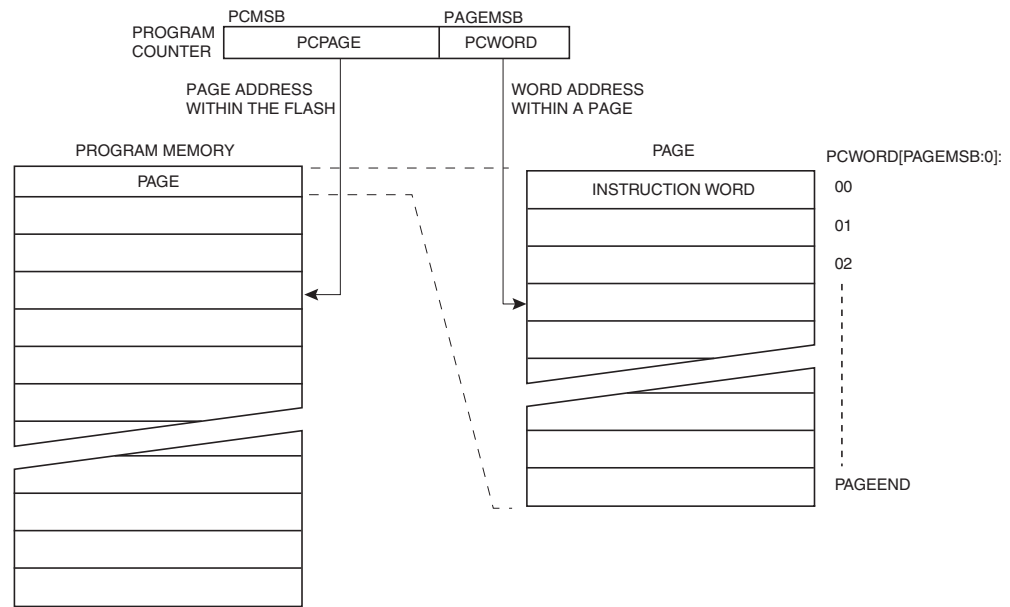 PCMSB
PAGEMSB
PROGRAM
COUNTER
PCPAGE
PCWORD
PAGE ADDRESS
WITHIN THE FLASH
WORD ADDRESS
WITHIN A PAGE
PROGRAM MEMORY
PAGE
PAGE
INSTRUCTION WORD
PCWORD[PAGEMSB:0]:
00
01
02
PAGEEND